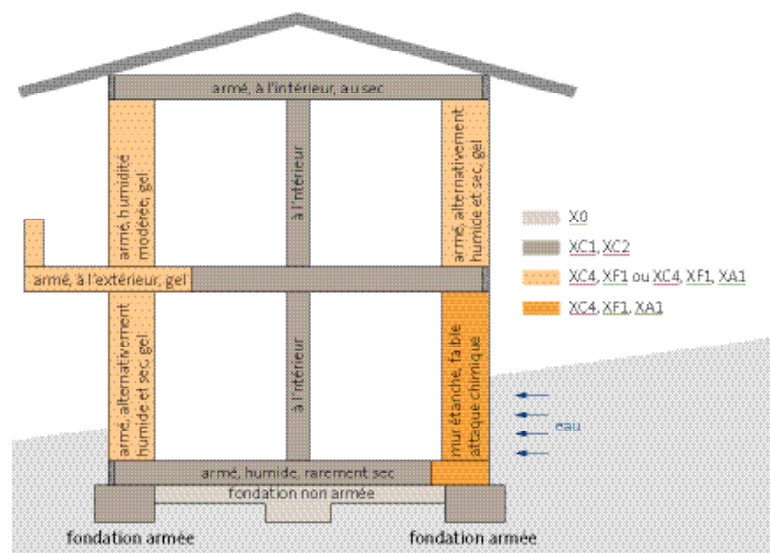 armé, à l'intérieur, au sec
armé, humidité
modérée, gel
à l'intérieur
armé, alternativement
humide et sec, gel
X0
XC1, XC2
XC4, XF1 ou XC4, XF1, XA1
XC4, XF1, XA1
armé, à l'extérieur, gel
armé, alternativement
humide et sec, gel
à l'intérieur
mur étanche, faible
attaque chimique
eau
armé, humide, rarement sec
fondation non armée
fondation armée
fondation armée